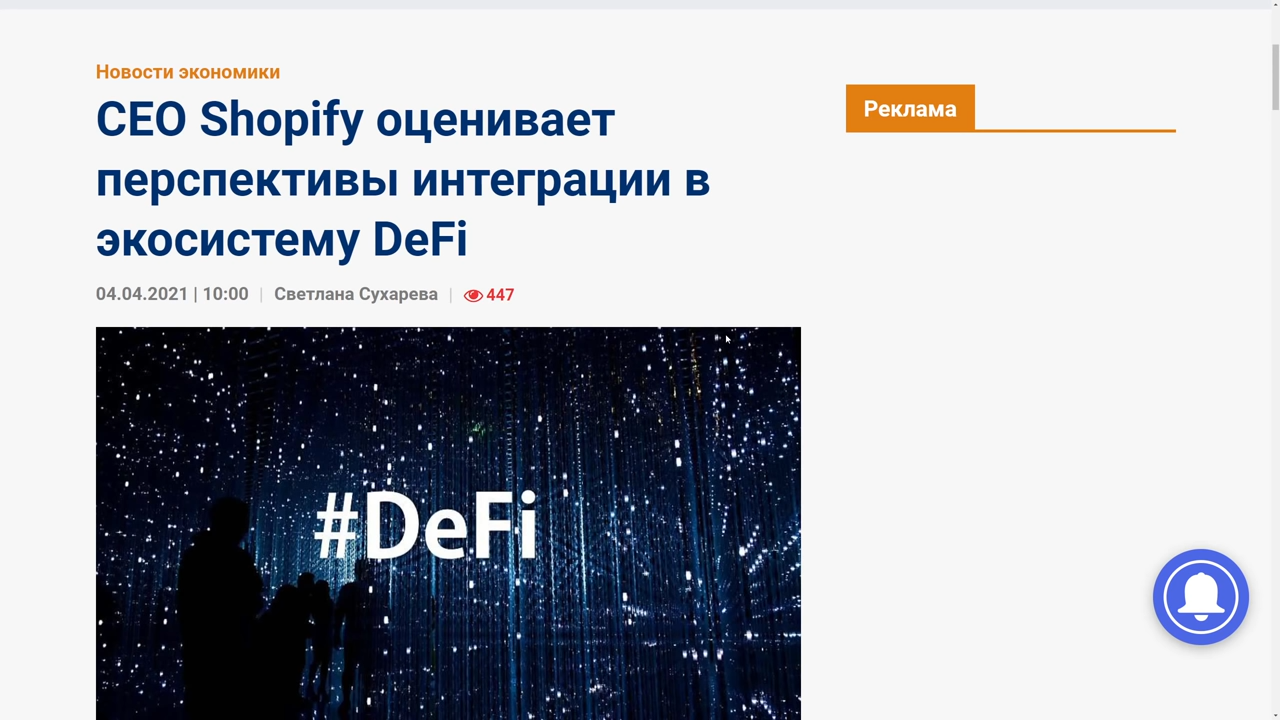 Новости экономики
CEO Shopify оценивает
перспективы интеграции в
экосистему DeFi
04.04.2021 | 10:00 | Светлана Сухарева | 447
Реклама
#DeFi